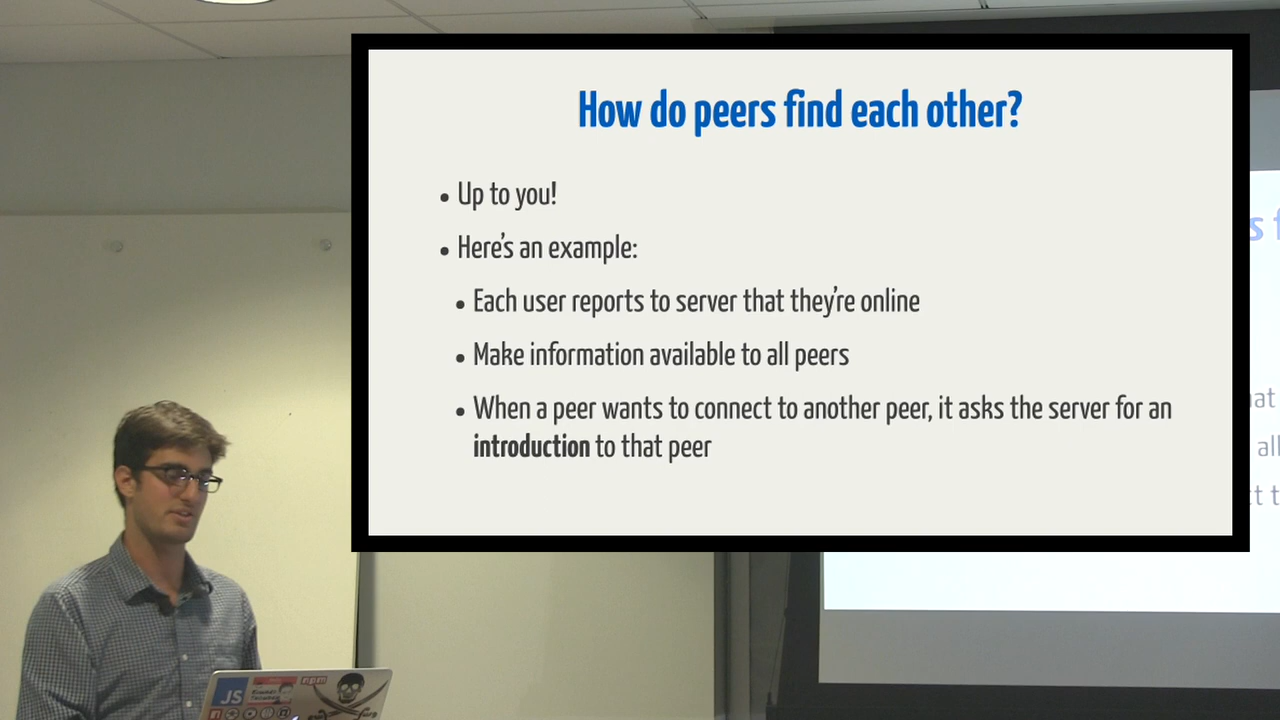 How do peers find each other?
• Up to you!
• Here's an example:
• Each user reports to server that they're online
• Make information available to all peers
• When a peer wants to connect to another peer, it asks the server for an
introduction to that peer
JS
npm